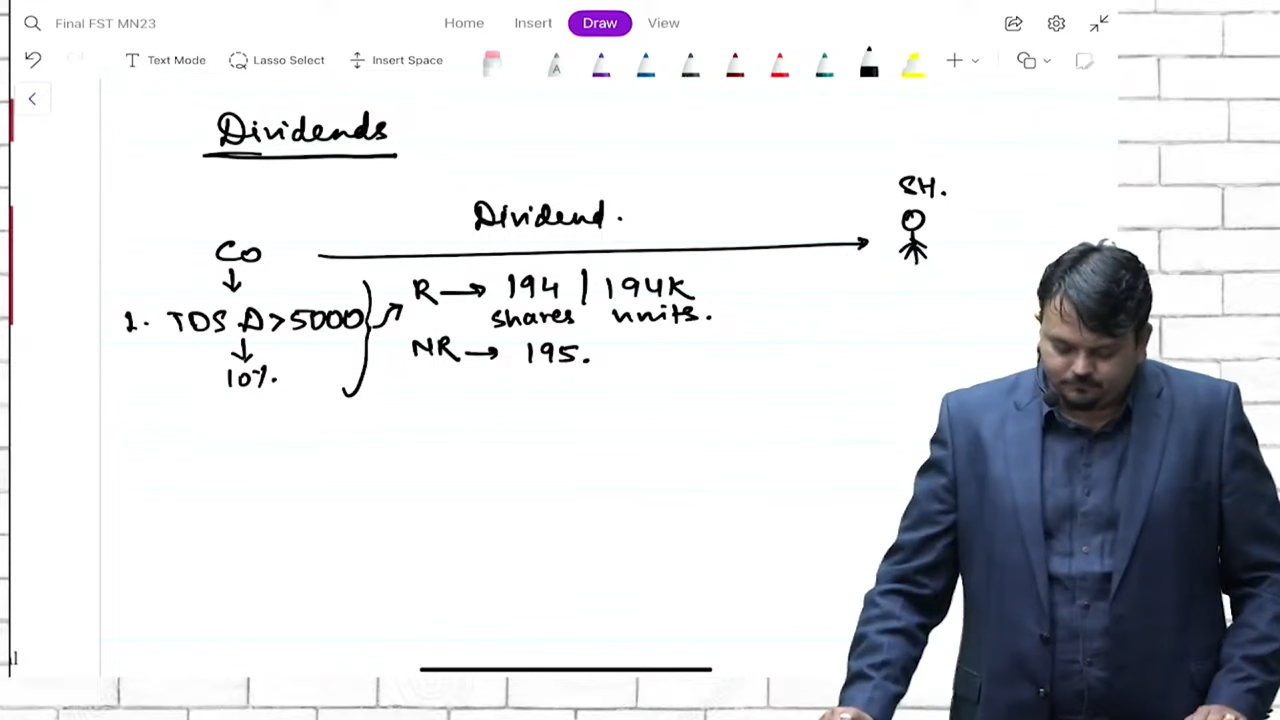 Final FST MN23
Home Insert Draw View
Text Mode Lasso Select Insert Space
Dividends
SH.
Dividend.
CO
R → 194 | 194K
shares units.
1. TDS D > 5000
NR → 195.
10%.